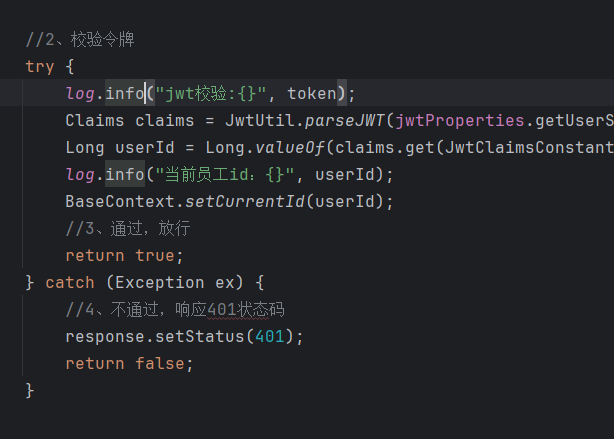 //2、校验令牌
try {
log.info("jwt校验:{}", token);
Claims claims = JwtUtil.parseJWT(jwtProperties.getUserS
Long userId = Long.valueOf(claims.get(JwtClaimsConstant
log.info("当前员工id：{}", userId);
BaseContext.setCurrentId(userId);
//3、通过，放行
return true;
} catch (Exception ex) {
//4、不通过，响应401状态码
response.setStatus(401);
return false;
}